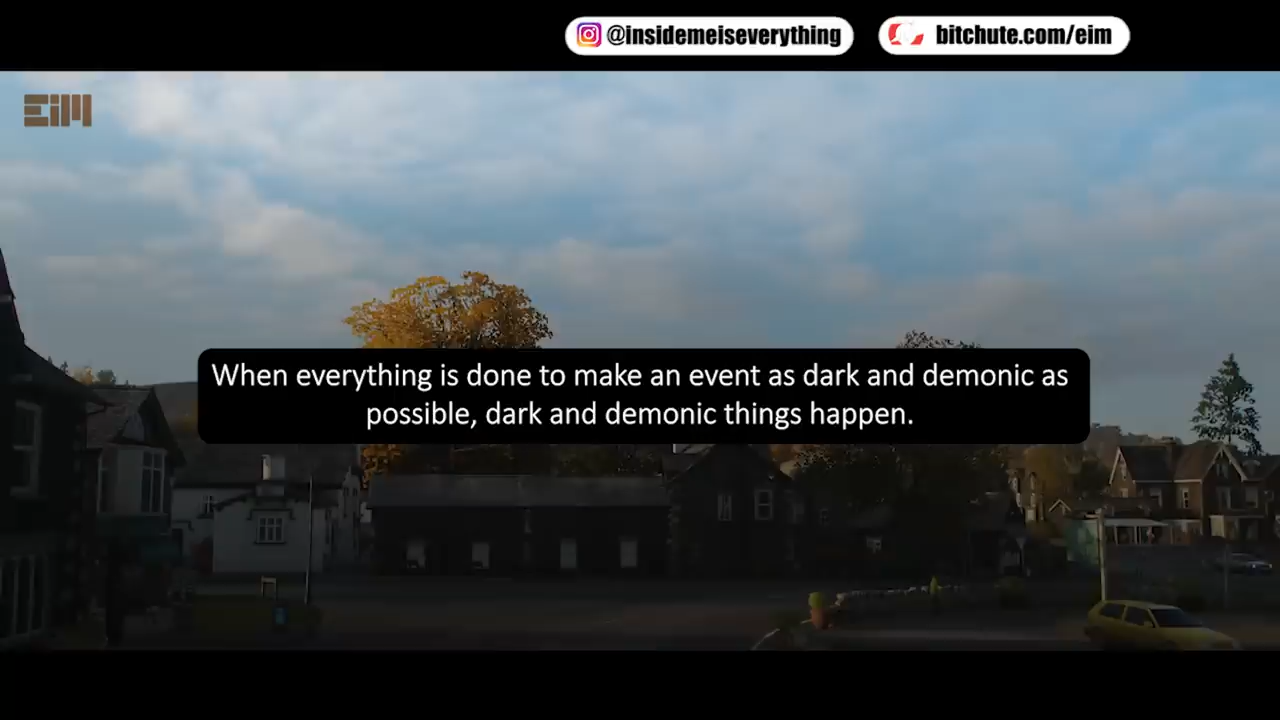 @insidemeiseverything
bitchute.com/eim
EiM
When everything is done to make an event as dark and demonic as
possible, dark and demonic things happen.